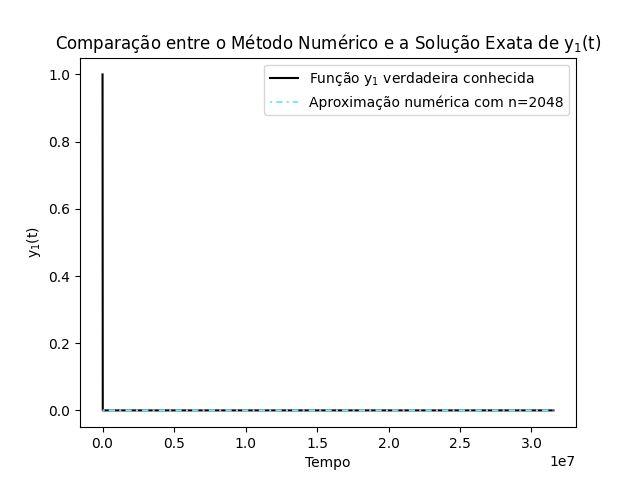 Comparação entre o Método Numérico e a Solução Exata de y₁(t)
Função y₁ verdadeira conhecida
Aproximação numérica com n=2048
1.0
0.8
0.6
0.4
0.2
0.0
y₁(t)
0.0 0.5 1.0 1.5 2.0 2.5 3.0
1e7
Tempo